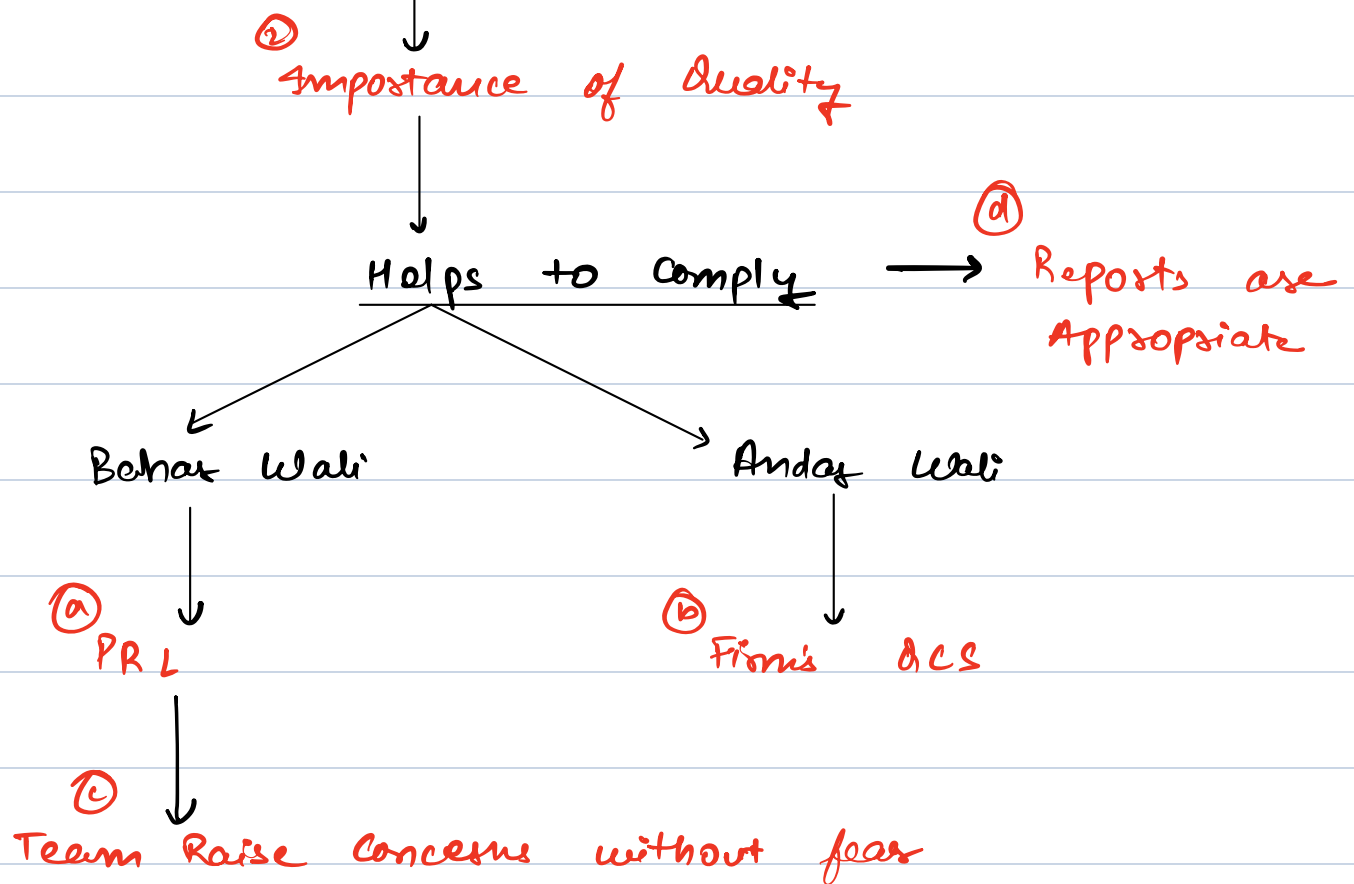 ②
Importance of Quality
ⓓ
Helps to Comply → Reports are
Appropriate
Bahar Wali Andar Wali
ⓐ ⓑ
PRL Firm's QCS
ⓒ
Team Raise Concerns without fear